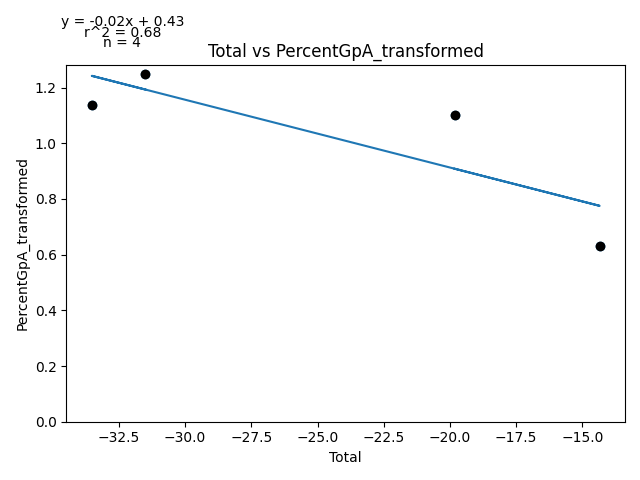 y = -0.02x + 0.43
r^2 = 0.68
n = 4
Total vs PercentGpA_transformed
PercentGpA_transformed
1.2
1.0
0.8
0.6
0.4
0.2
0.0
−32.5 −30.0 −27.5 −25.0 −22.5 −20.0 −17.5 −15.0
Total